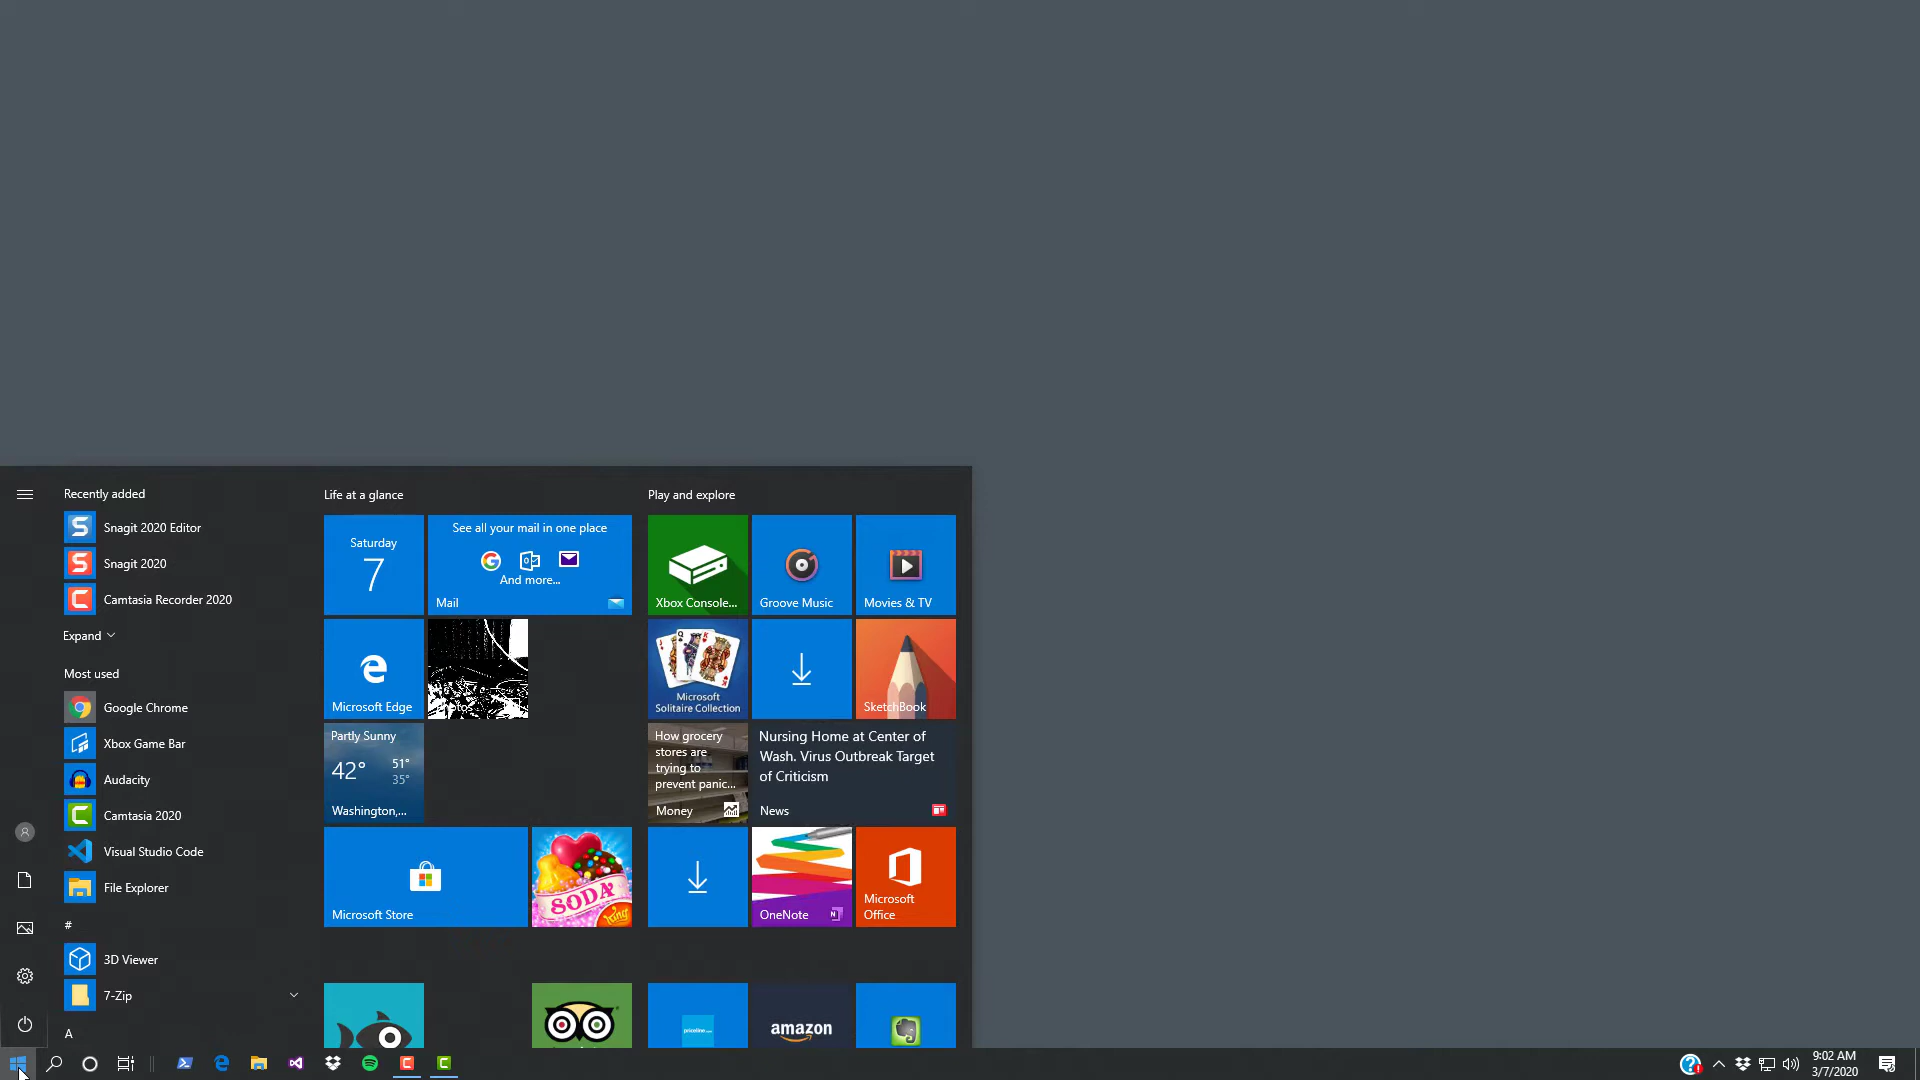 Recently added
Snagit 2020 Editor
Snagit 2020
Camtasia Recorder 2020
Expand
Most used
Google Chrome
Xbox Game Bar
Audacity
Camtasia 2020
Visual Studio Code
File Explorer
#
3D Viewer
7-Zip
A
Life at a glance
Saturday
7
See all your mail in one place
And more...
Mail
Microsoft Edge
Partly Sunny
42°
51°
35°
Washington,...
Microsoft Store
SODA
King
Play and explore
Xbox Console...
Groove Music
Movies & TV
Microsoft
Solitaire Collection
SketchBook
How grocery
stores are
trying to
prevent panic...
Money
Nursing Home at Center of
Wash. Virus Outbreak Target
of Criticism
News
OneNote
Microsoft
Office
priceline.com
amazon
9:02 AM
3/7/2020